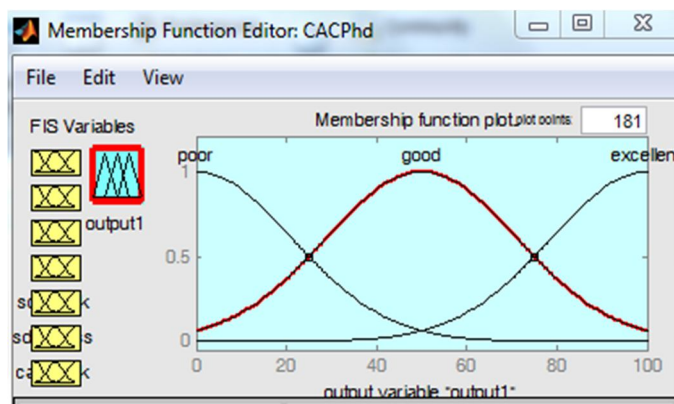 Membership Function Editor: CACPhd
File Edit View
FIS Variables
Membership function plots
plot points:
181
poor
good
excellen
output1
1
0.5
0
0 20 40 60 80 100
output variable "output1"